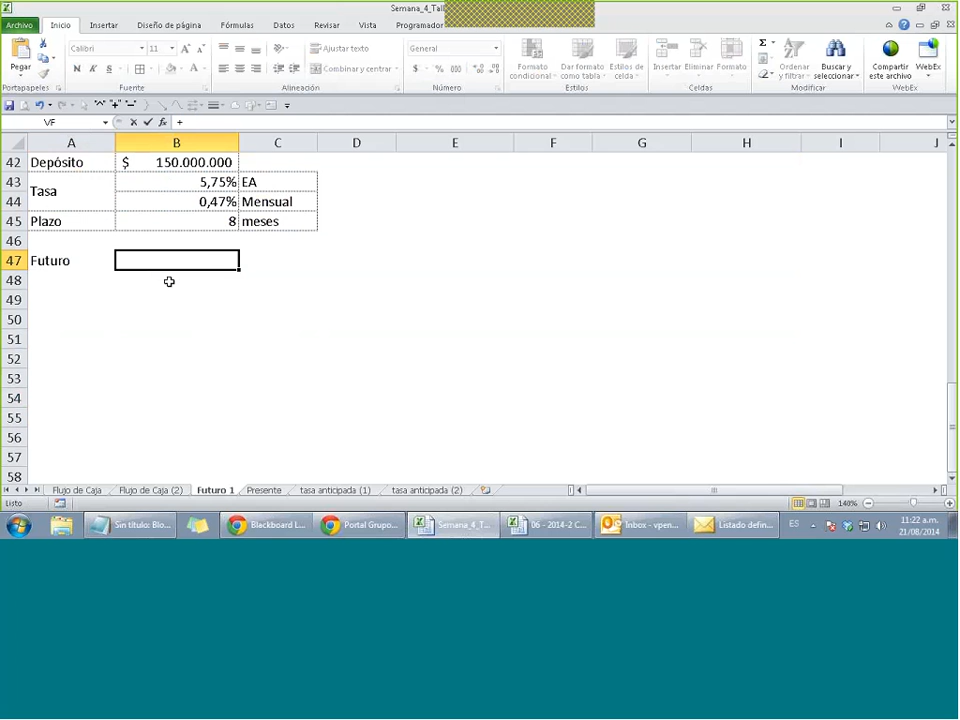 Semana_4_Tall
Archivo Inicio Insertar Diseño de página Fórmulas Datos Revisar Vista Programador
Pegar
Calibri 11
N K S
Ajustar texto
Combinar y centrar
General
$ % 000
Formato condicional
Dar formato como tabla
Estilos de celda
Insertar Eliminar Formato
Σ
Ordenar y filtrar
Buscar y seleccionar
Compartir este archivo
WebEx
Portapapeles Fuente Alineación Número Estilos Celdas Modificar WebEx
VF fx +
A B C D E F G H I J
42 Depósito $ 150.000.000
43 5,75% EA
Tasa
44 0,47% Mensual
45 Plazo 8 meses
46
47 Futuro
48
49
50
51
52
53
54
55
56
57
58
Flujo de Caja Flujo de Caja (2) Futuro 1 Presente tasa anticipada (1) tasa anticipada (2)
Listo 140%
Sin título: Blo... Blackboard L... Portal Grupo... Semana_4_T... 06 - 2014-2 C... Inbox - vpen... Listado defin... ES 11:22 a.m.
21/08/2014